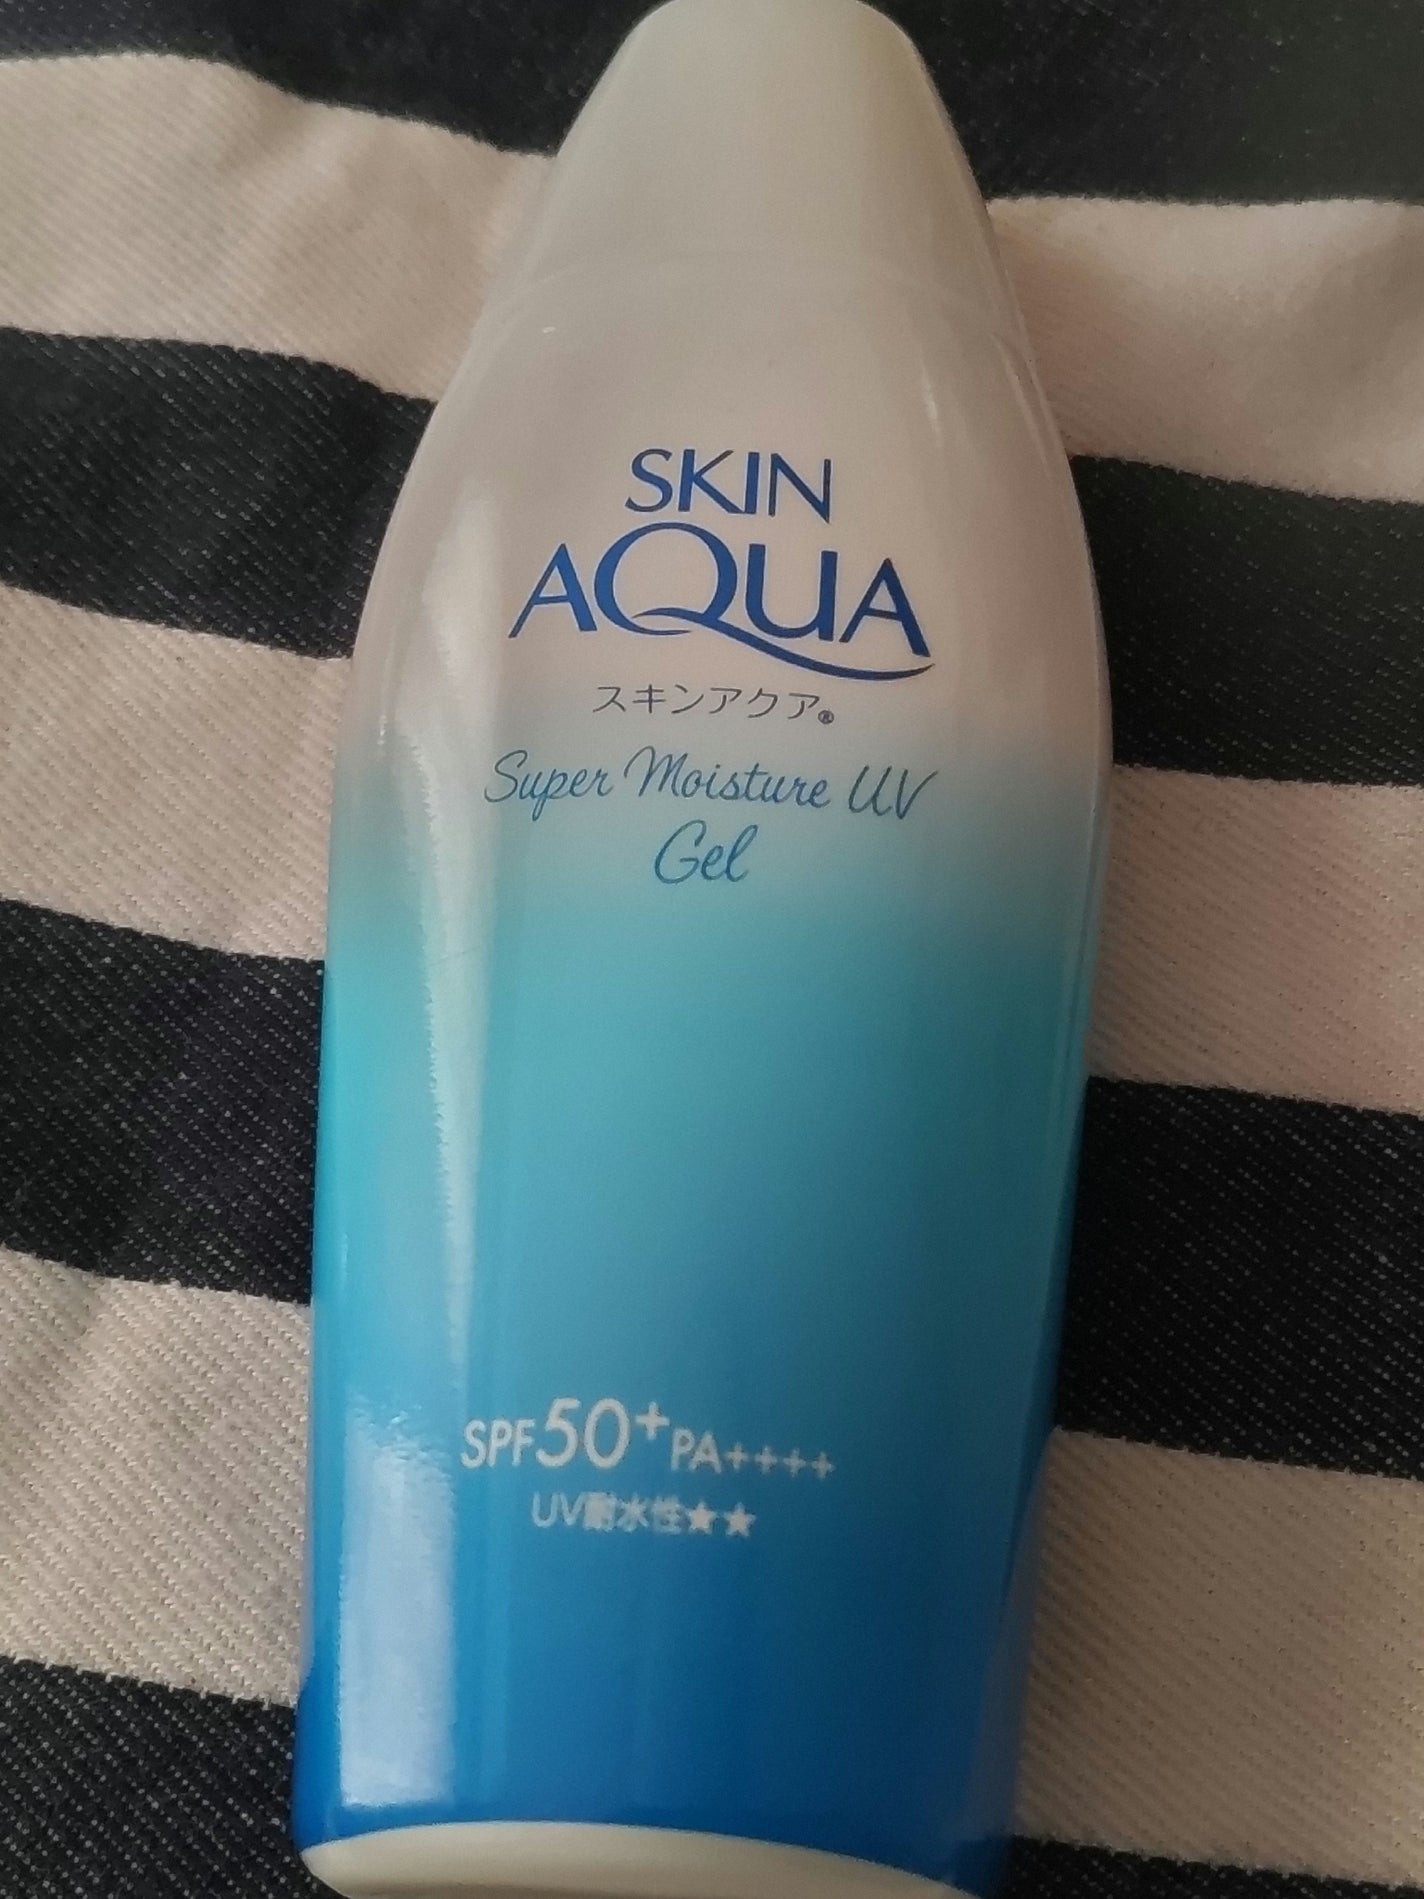 SKIN
AQUA
スキンアクア®
Super Moisture UV
Gel
SPF50+PA++++
UV耐水性★★